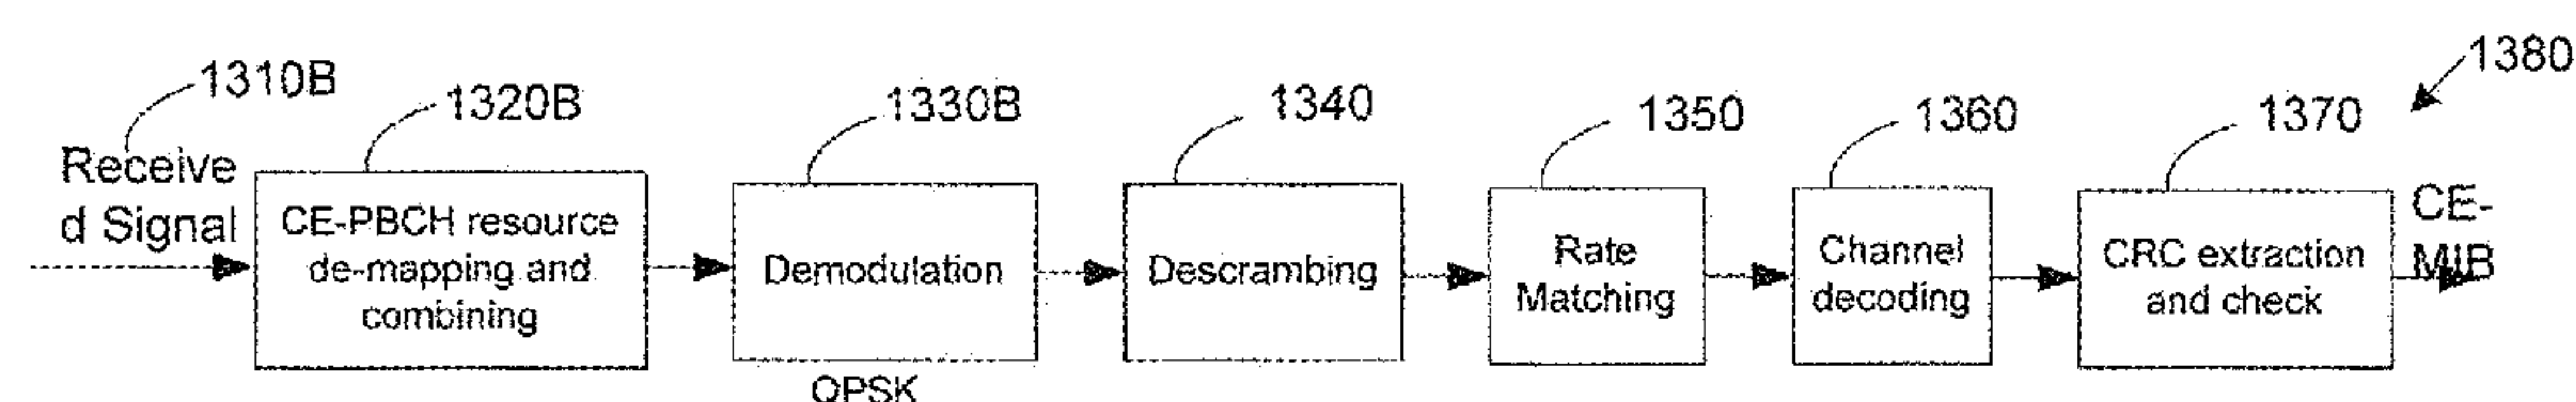 1310B
1320B
1330B
1340
1350
1360
1370
1380
Receive
d Signal
CE-PBCH resource
de-mapping and
combining
Demodulation
QPSK
Descrambing
Rate
Matching
Channel
decoding
CRC extraction
and check
CE-
MIB